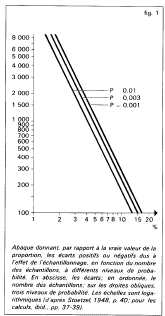 fig. 1
8 000
6 000
5 000
4 000
3 000
2 000
1 500
1 000
900
800
700
600
500
400
300
200
100
P 0.01
P 0,003
P - 0,001
1 2 3 4 5 6 7 8 10 15 20
%
Abaque donnant, par rapport à la vraie valeur de la
proportion, les écarts positifs ou négatifs dus à
l'effet de l'échantillonnage, en fonction du nombre
des échantillons, à différents niveaux de proba-
bilité. En abscisse, les écarts; en ordonnée, le
nombre des échantillons; sur les droites obliques,
trois niveaux de probabilité. Les échelles sont loga-
rithmiques (d'après Stoetzel, 1948, p. 40; pour les
calculs, ibid., pp. 37-39).